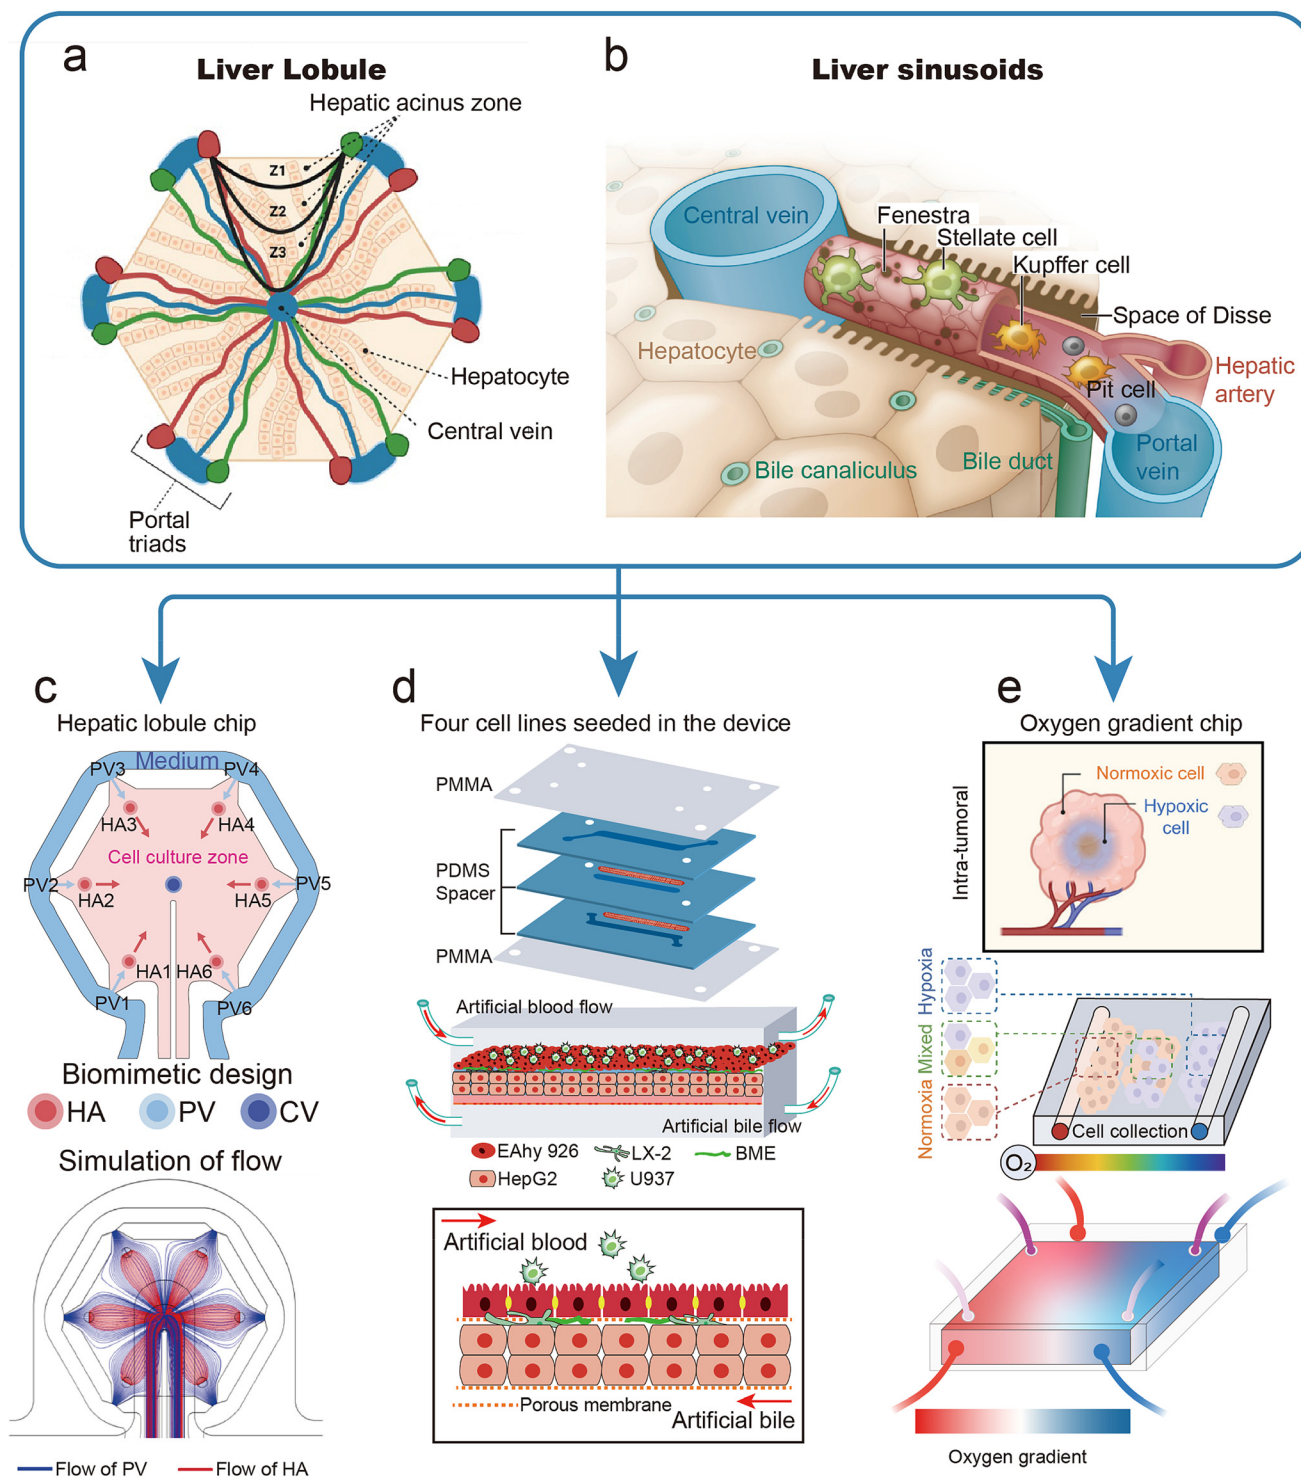 a
Liver Lobule
Hepatic acinus zone
Z1
Z2
Z3
Hepatocyte
Central vein
Portal
triads
b
Liver sinusoids
Central vein
Fenestra
Stellate cell
Kupffer cell
Space of Disse
Hepatocyte
Hepatic
artery
Pit cell
Portal
vein
Bile canaliculus
Bile duct
c
Hepatic lobule chip
Medium
PV3
PV4
HA3
HA4
Cell culture zone
PV2
HA2
HA5
PV5
HA1
HA6
PV1
PV6
Biomimetic design
HA
PV
CV
Simulation of flow
Flow of PV
Flow of HA
d
Four cell lines seeded in the device
PMMA
PDMS
Spacer
PMMA
Artificial blood flow
Artificial bile flow
EAhy 926
LX-2
BME
HepG2
U937
Artificial blood
Porous membrane
Artificial bile
e
Oxygen gradient chip
Intra-tumoral
Normoxic cell
Hypoxic
cell
Hypoxia
Mixed
Normoxia
Cell collection
O₂
Oxygen gradient